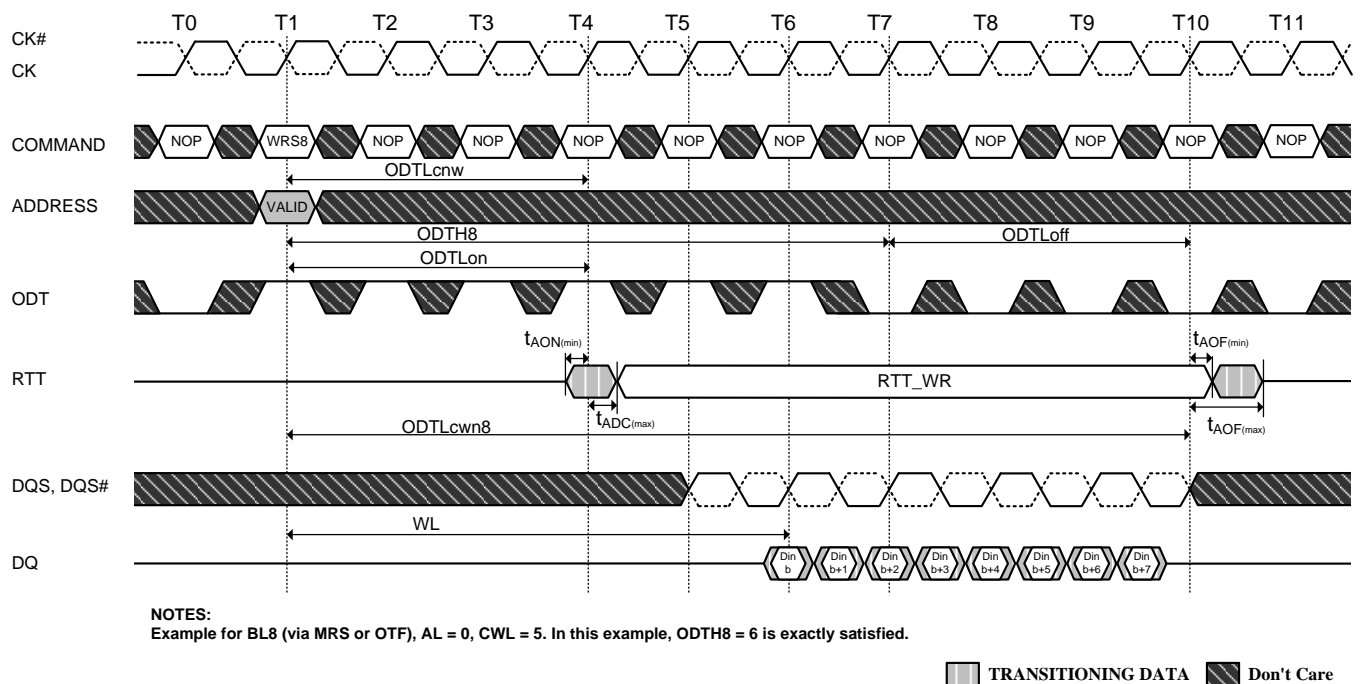 T0 T1 T2 T3 T4 T5 T6 T7 T8 T9 T10 T11
CK#
CK
COMMAND NOP WRS8 NOP NOP NOP NOP NOP NOP NOP NOP NOP NOP
ODTLcnw
ADDRESS VALID
ODTH8 ODTLoff
ODTLon
ODT
tAON(min) tAOF(min)
RTT RTT_WR
tADC(max) tAOF(max)
ODTLcwn8
DQS, DQS#
WL
DQ Din b Din b+1 Din b+2 Din b+3 Din b+4 Din b+5 Din b+6 Din b+7
NOTES:
Example for BL8 (via MRS or OTF), AL = 0, CWL = 5. In this example, ODTH8 = 6 is exactly satisfied.
TRANSITIONING DATA Don't Care